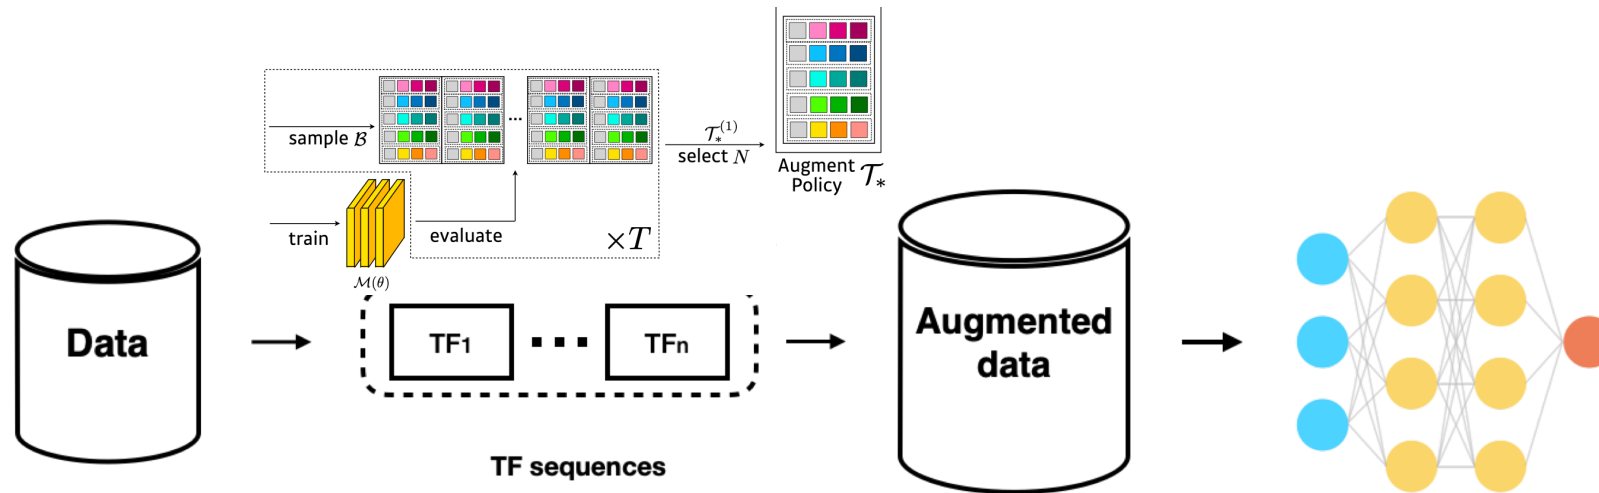 sample ℬ
...
𝒯∗(1)
select N
Augment
Policy 𝒯∗
train
evaluate
×T
ℳ(θ)
Data
TF1
TFn
Augmented
data
TF sequences